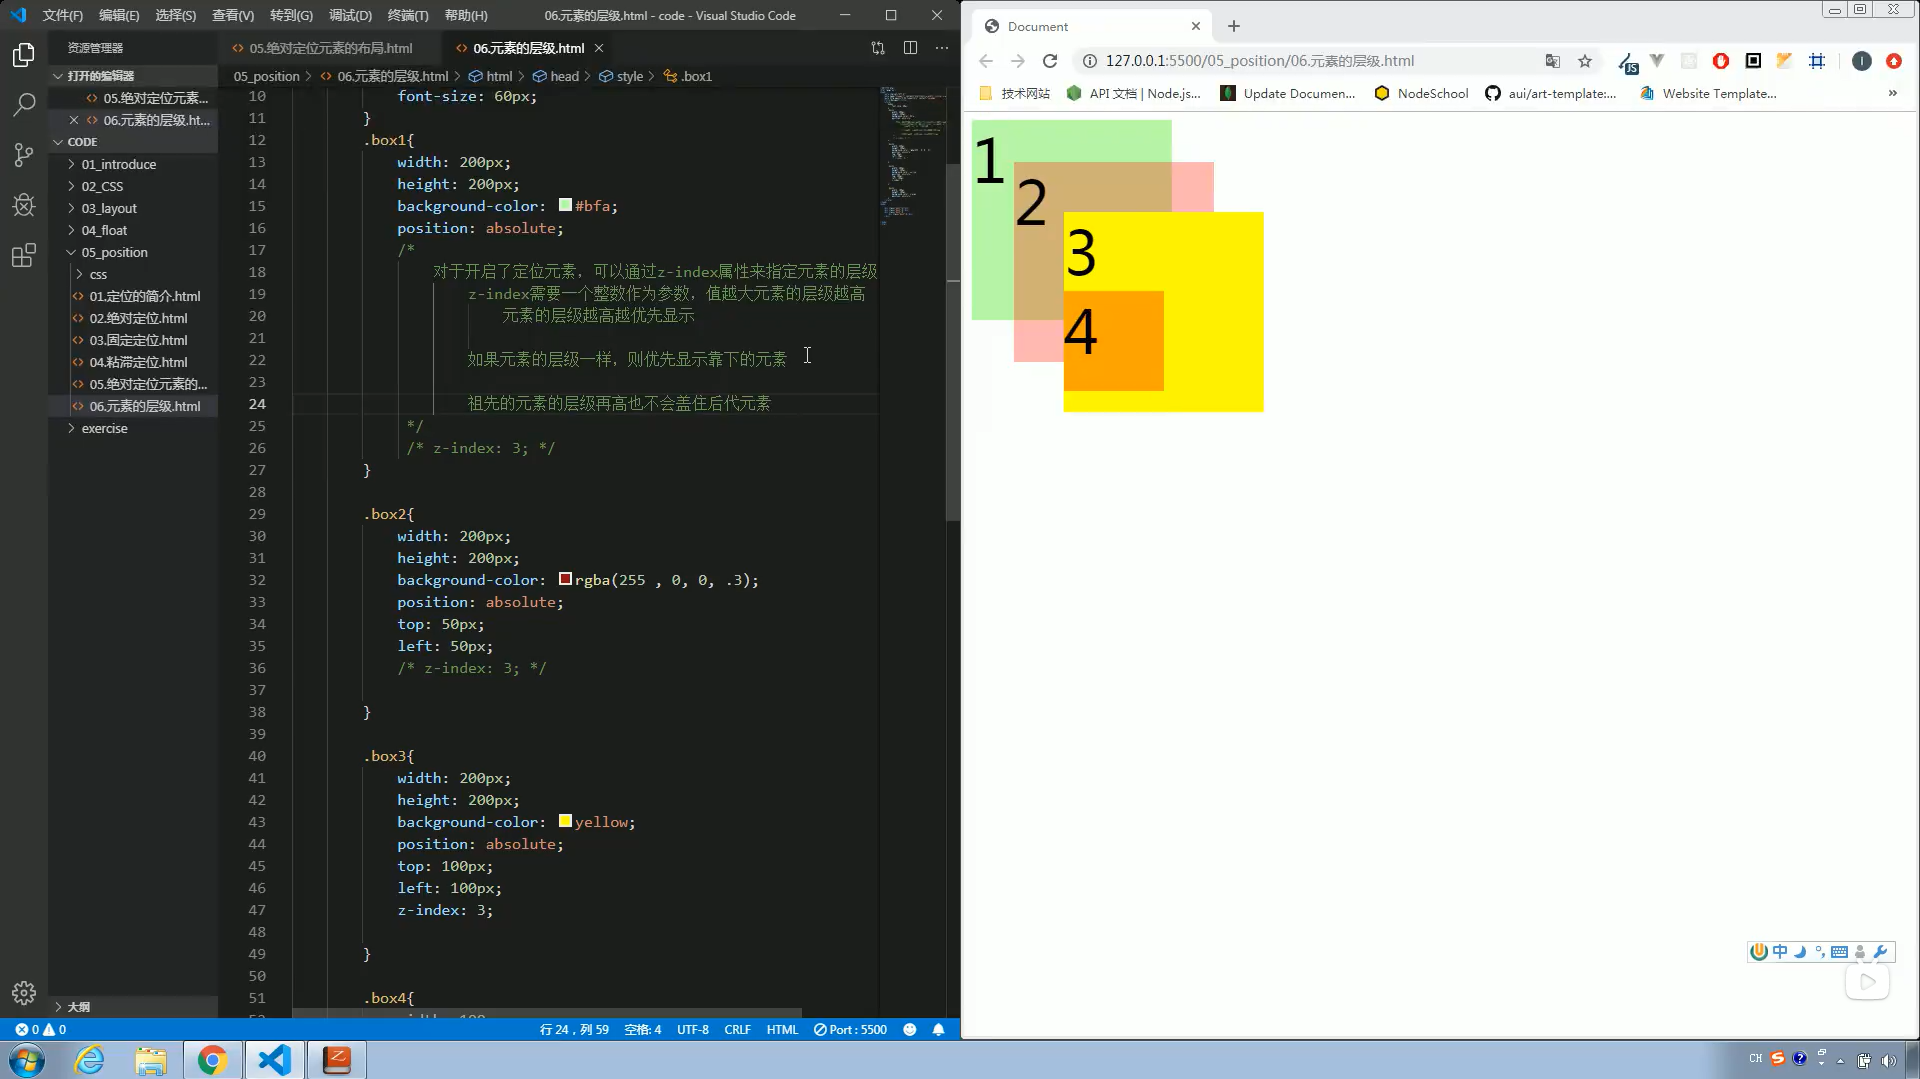 文件(F) 编辑(E) 选择(S) 查看(V) 转到(G) 调试(D) 终端(T) 帮助(H) 06.元素的层级.html - code - Visual Studio Code
资源管理器
打开的编辑器
05.绝对定位元素...
06.元素的层级.ht...
CODE
01_introduce
02_CSS
03_layout
04_float
05_position
css
01.定位的简介.html
02.绝对定位.html
03.固定定位.html
04.粘滞定位.html
05.绝对定位元素的...
06.元素的层级.html
exercise
大纲
05.绝对定位元素的布局.html 06.元素的层级.html
05_position > 06.元素的层级.html > html > head > style > .box1
10 font-size: 60px;
11 }
12 .box1{
13 width: 200px;
14 height: 200px;
15 background-color: #bfa;
16 position: absolute;
17 /*
18 对于开启了定位元素，可以通过z-index属性来指定元素的层级
19 z-index需要一个整数作为参数，值越大元素的层级越高
20 元素的层级越高越优先显示
21
22 如果元素的层级一样，则优先显示靠下的元素
23
24 祖先的元素的层级再高也不会盖住后代元素
25 */
26 /* z-index: 3; */
27 }
28
29 .box2{
30 width: 200px;
31 height: 200px;
32 background-color: rgba(255 , 0, 0, .3);
33 position: absolute;
34 top: 50px;
35 left: 50px;
36 /* z-index: 3; */
37
38 }
39
40 .box3{
41 width: 200px;
42 height: 200px;
43 background-color: yellow;
44 position: absolute;
45 top: 100px;
46 left: 100px;
47 z-index: 3;
48
49 }
50
51 .box4{
0 0 行 24，列 59 空格: 4 UTF-8 CRLF HTML Port : 5500
Document
127.0.0.1:5500/05_position/06.元素的层级.html
技术网站 API 文档 | Node.js... Update Documen... NodeSchool aui/art-template:... Website Template...
1
2
3
4
中
CH